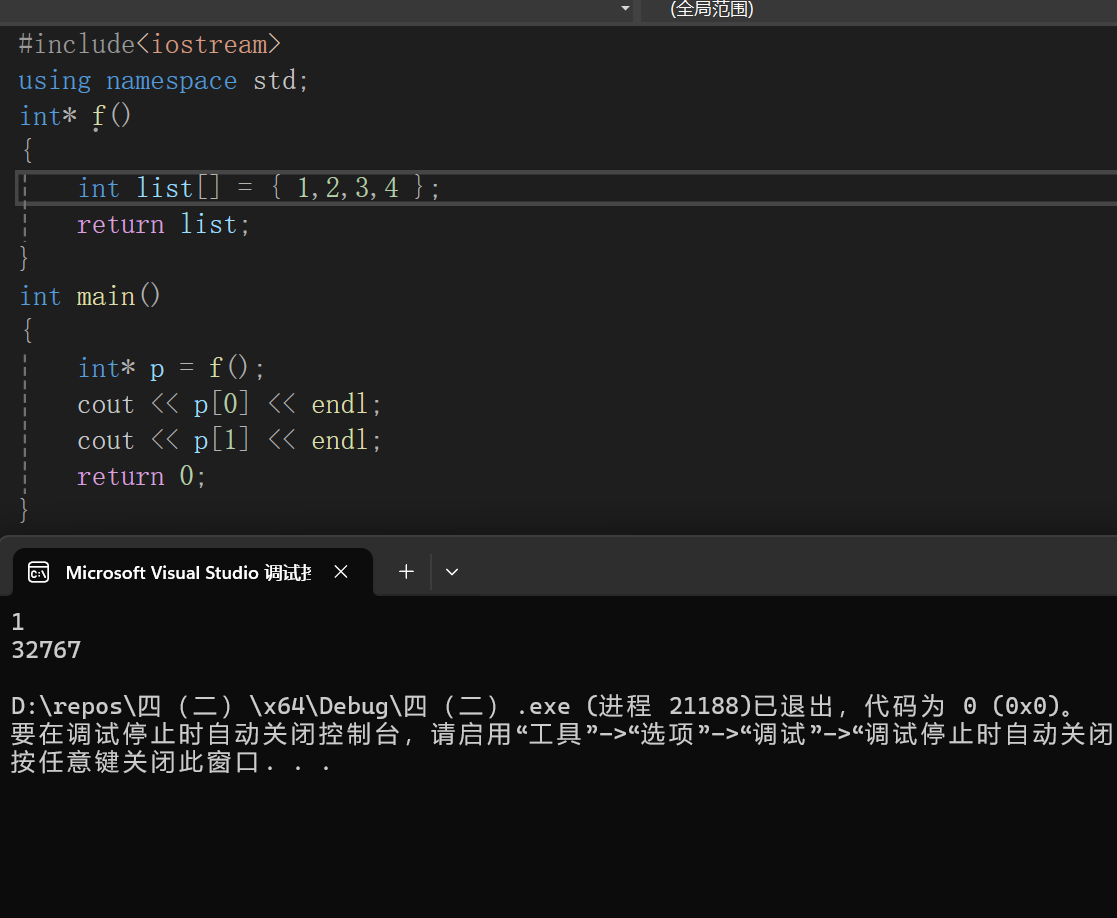 (全局范围)
#include<iostream>
using namespace std;
int* f()
{
int list[] = { 1,2,3,4 };
return list;
}
int main()
{
int* p = f();
cout << p[0] << endl;
cout << p[1] << endl;
return 0;
}
Microsoft Visual Studio 调试控
1
32767
D:\repos\四（二）\x64\Debug\四（二）.exe (进程 21188)已退出，代码为 0 (0x0)。
要在调试停止时自动关闭控制台，请启用“工具”->“选项”->“调试”->“调试停止时自动关闭
按任意键关闭此窗口. . .